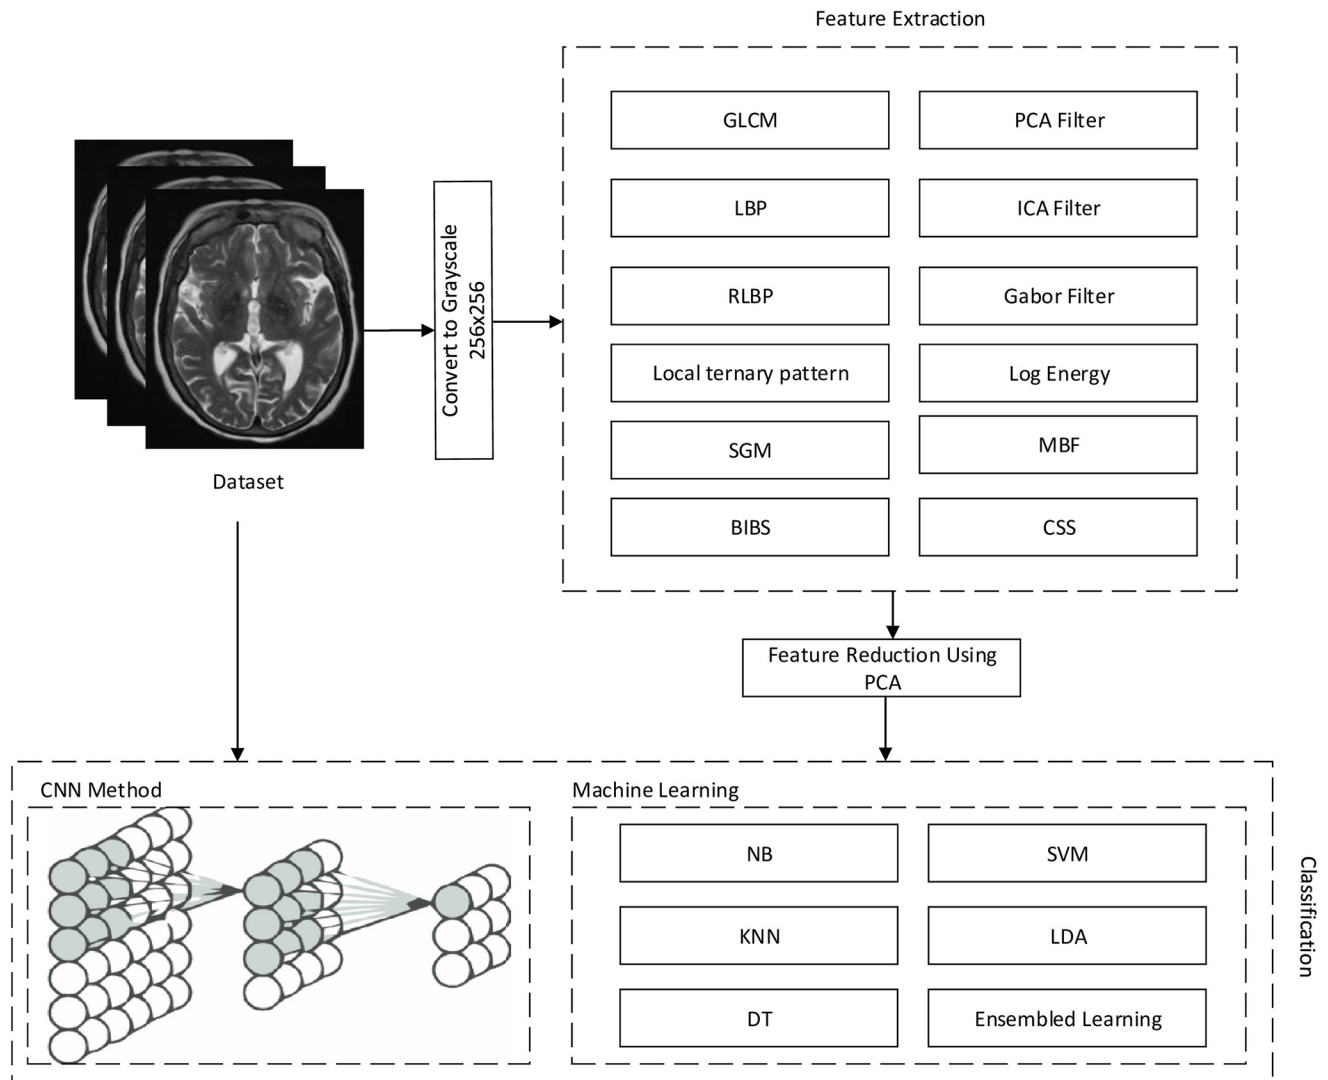 Feature Extraction
GLCM
PCA Filter
LBP
ICA Filter
RLBP
Gabor Filter
Local ternary pattern
Log Energy
SGM
MBF
BIBS
CSS
Convert to Grayscale
256x256
Dataset
Feature Reduction Using
PCA
CNN Method
Machine Learning
NB
SVM
KNN
LDA
DT
Ensembled Learning
Classification